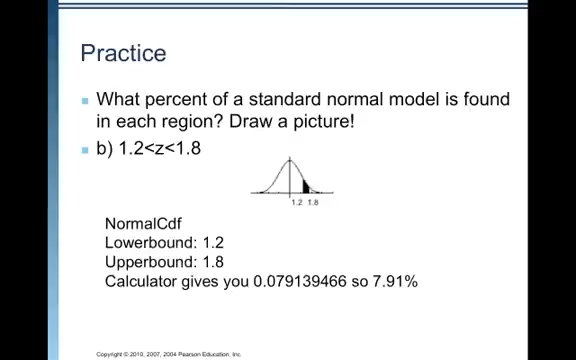 Practice
What percent of a standard normal model is found
in each region? Draw a picture!
b) 1.2<z<1.8
1.2 1.8
NormalCdf
Lowerbound: 1.2
Upperbound: 1.8
Calculator gives you 0.079139466 so 7.91%
Copyright © 2010, 2007, 2004 Pearson Education, Inc.